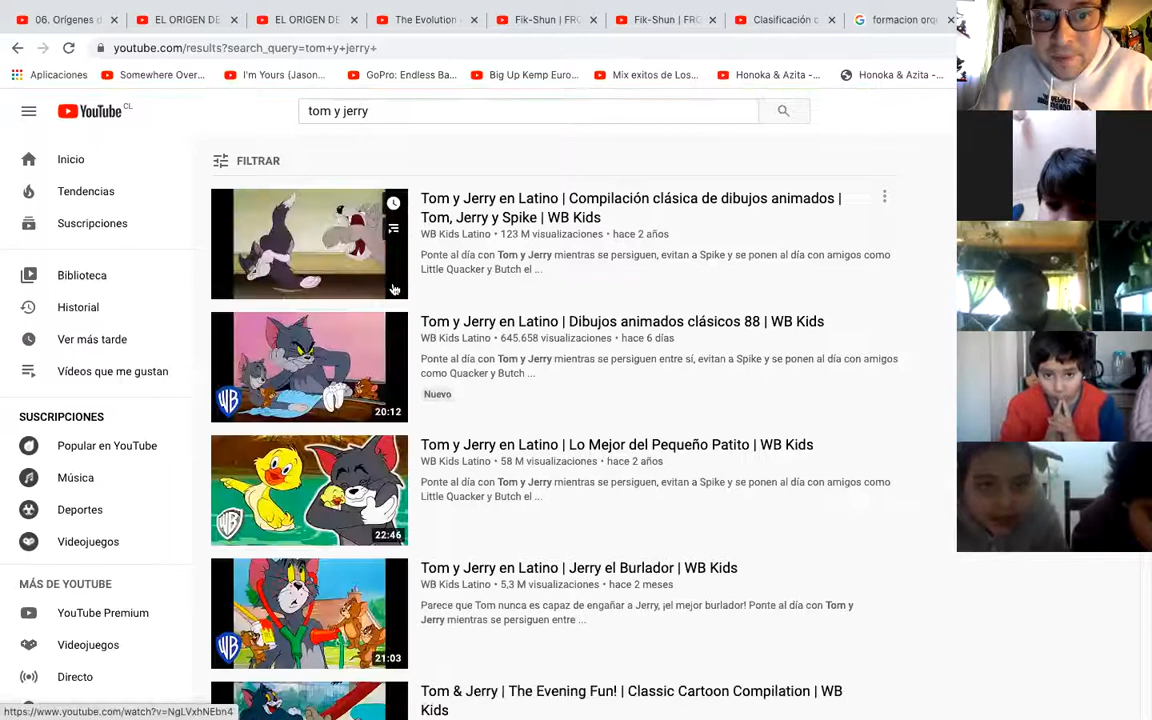 06. Orígenes d
EL ORIGEN DE
EL ORIGEN DE
The Evolution
Fik-Shun | FRO
Fik-Shun | FRO
Clasificación c
formacion orq
youtube.com/results?search_query=tom+y+jerry+
Aplicaciones
Somewhere Over...
I'm Yours (Jason...
GoPro: Endless Ba...
Big Up Kemp Euro...
Mix exitos de Los...
Honoka & Azita -...
Honoka & Azita -...
YouTube CL
tom y jerry
Inicio
Tendencias
Suscripciones
Biblioteca
Historial
Ver más tarde
Vídeos que me gustan
SUSCRIPCIONES
Popular en YouTube
Música
Deportes
Videojuegos
MÁS DE YOUTUBE
YouTube Premium
Videojuegos
Directo
FILTRAR
Tom y Jerry en Latino | Compilación clásica de dibujos animados |
Tom, Jerry y Spike | WB Kids
WB Kids Latino • 123 M visualizaciones • hace 2 años
Ponte al día con Tom y Jerry mientras se persiguen, evitan a Spike y se ponen al día con amigos como
Little Quacker y Butch el ...
WB
20:12
Tom y Jerry en Latino | Dibujos animados clásicos 88 | WB Kids
WB Kids Latino • 645.658 visualizaciones • hace 6 días
Ponte al día con Tom y Jerry mientras se persiguen entre sí, evitan a Spike y se ponen al día con amigos
como Quacker y Butch ...
Nuevo
WB
22:46
Tom y Jerry en Latino | Lo Mejor del Pequeño Patito | WB Kids
WB Kids Latino • 58 M visualizaciones • hace 2 años
Ponte al día con Tom y Jerry mientras se persiguen, evitan a Spike y se ponen al día con amigos como
Little Quacker y Butch el ...
WB
21:03
Tom y Jerry en Latino | Jerry el Burlador | WB Kids
WB Kids Latino • 5,3 M visualizaciones • hace 2 meses
Parece que Tom nunca es capaz de engañar a Jerry, ¡el mejor burlador! Ponte al día con Tom y
Jerry mientras se persiguen entre ...
Tom & Jerry | The Evening Fun! | Classic Cartoon Compilation | WB
Kids
https://www.youtube.com/watch?v=NgLVxhNEbn4